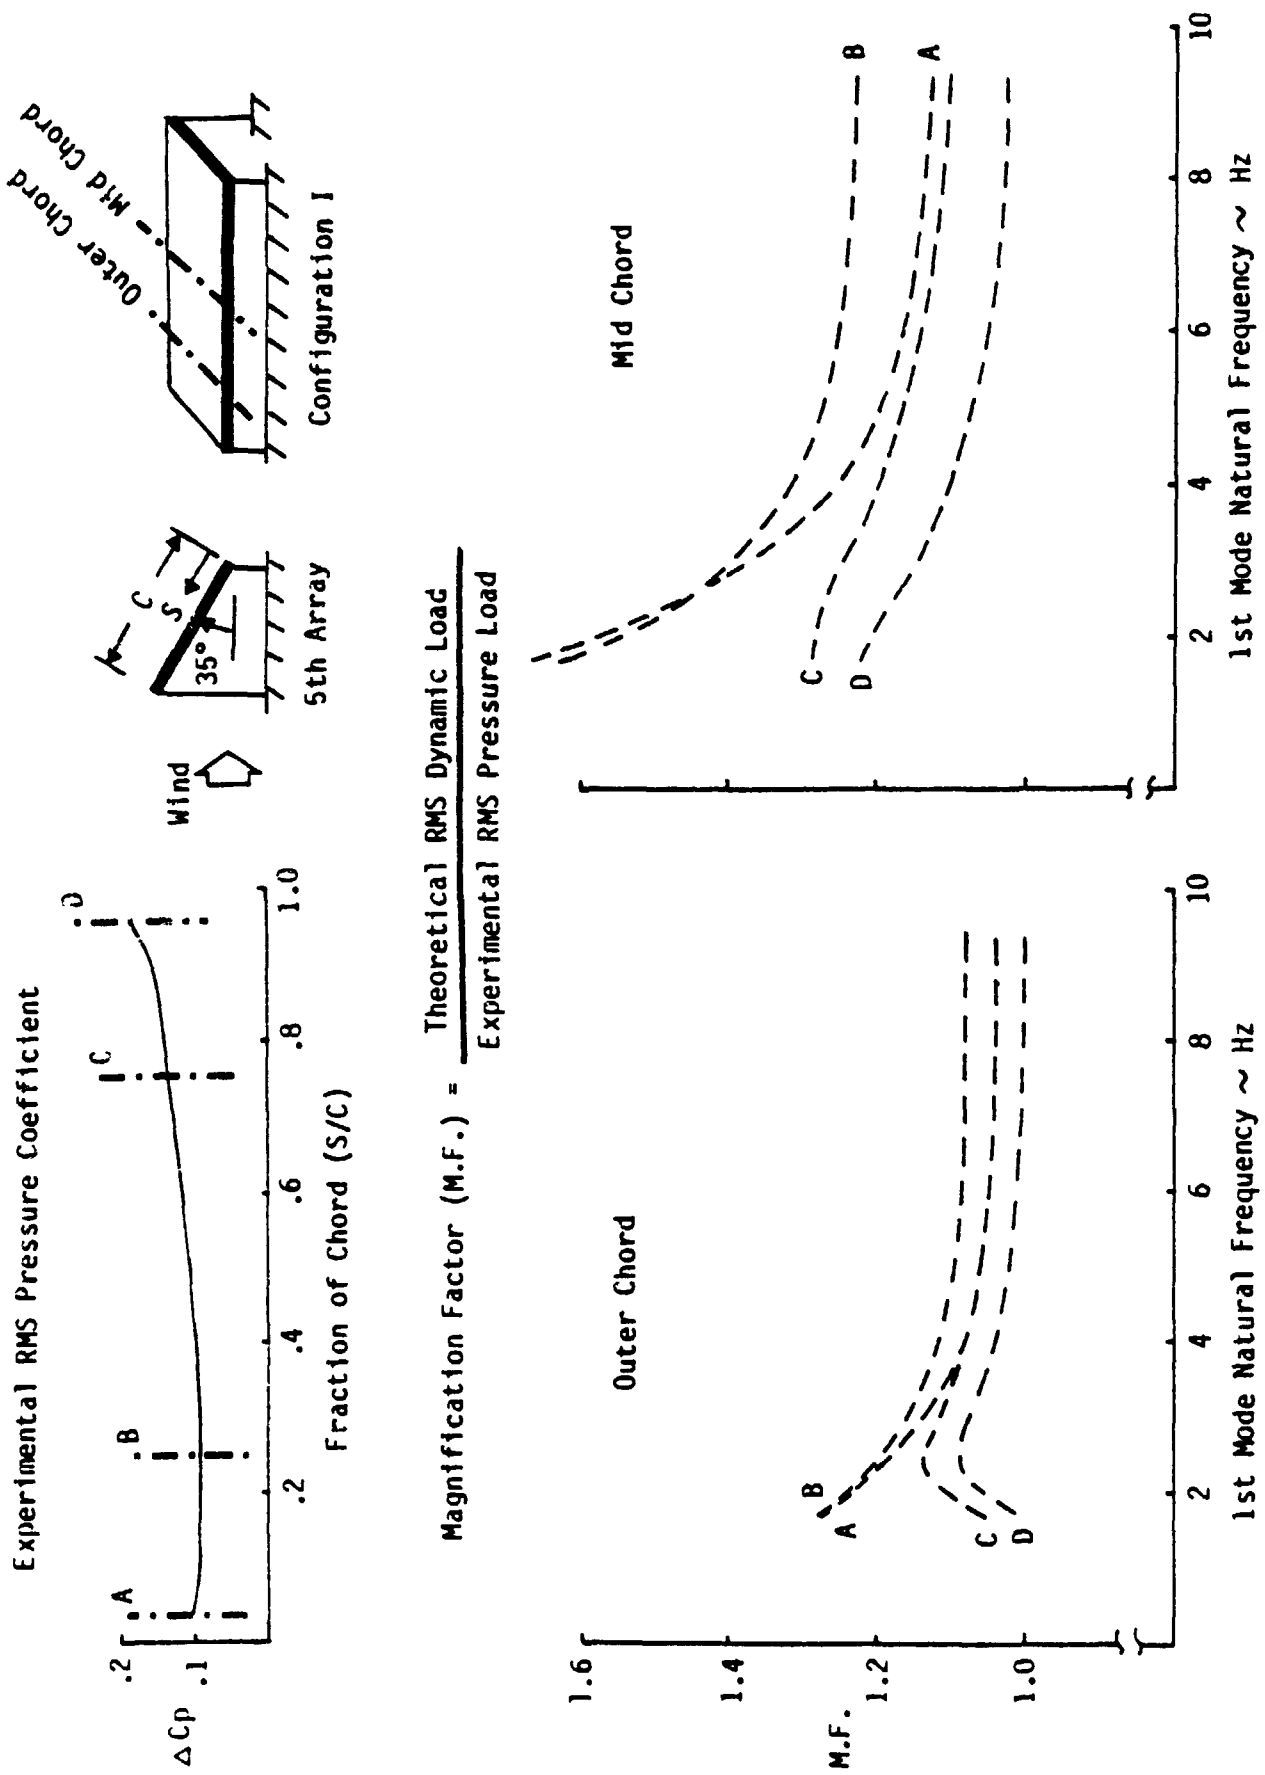 Experimental RMS Pressure Coefficient
ΔCp
.2
.1
A
B
C
D
.2
.4
.6
.8
1.0
Fraction of Chord (S/C)
Wind
35°
S
C
5th Array
Outer Chord
Mid Chord
Configuration I
Magnification Factor (M.F.) = Theoretical RMS Dynamic Load
Experimental RMS Pressure Load
Outer Chord
M.F.
1.6
1.4
1.2
1.0
B
A
C
D
2
4
6
8
10
1st Mode Natural Frequency ~ Hz
Mid Chord
C
D
B
A
2
4
6
8
10
1st Mode Natural Frequency ~ Hz